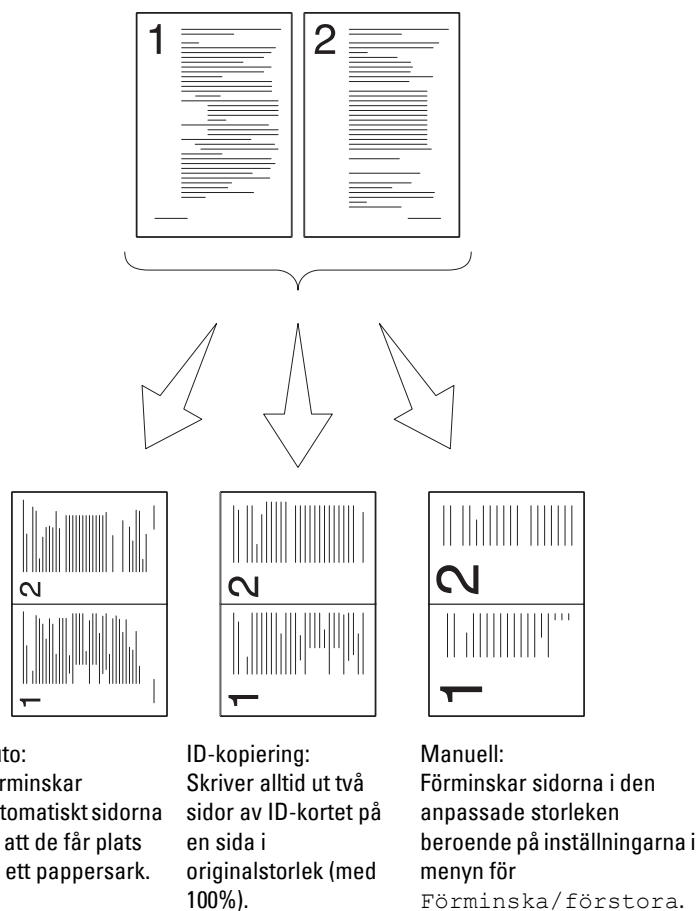 1 2
2
1
2
1
2
1
uto:
rminskar
tomatiskt sidorna
att de får plats
ett pappersark.
ID-kopiering:
Skriver alltid ut två
sidor av ID-kortet på
en sida i
originalstorlek (med
100%).
Manuell:
Förminskar sidorna i den
anpassade storleken
beroende på inställningarna i
menyn för
Förminska/förstora.